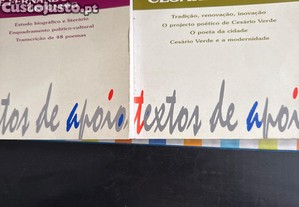 CustoJusto.pt
Estudo biográfico e literário
Enquadramento político-cultural
Transcrição de 48 poemas
Tradição, renovação, inovação
O projecto poético de Cesário Verde
O poeta da cidade
Cesário Verde e a modernidade
textos de apoio
textos de apoio